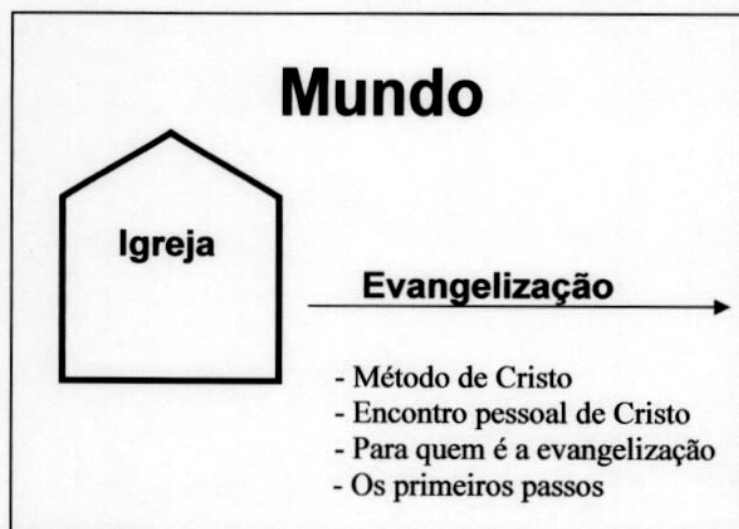 Mundo
Igreja
Evangelização
- Método de Cristo
- Encontro pessoal de Cristo
- Para quem é a evangelização
- Os primeiros passos